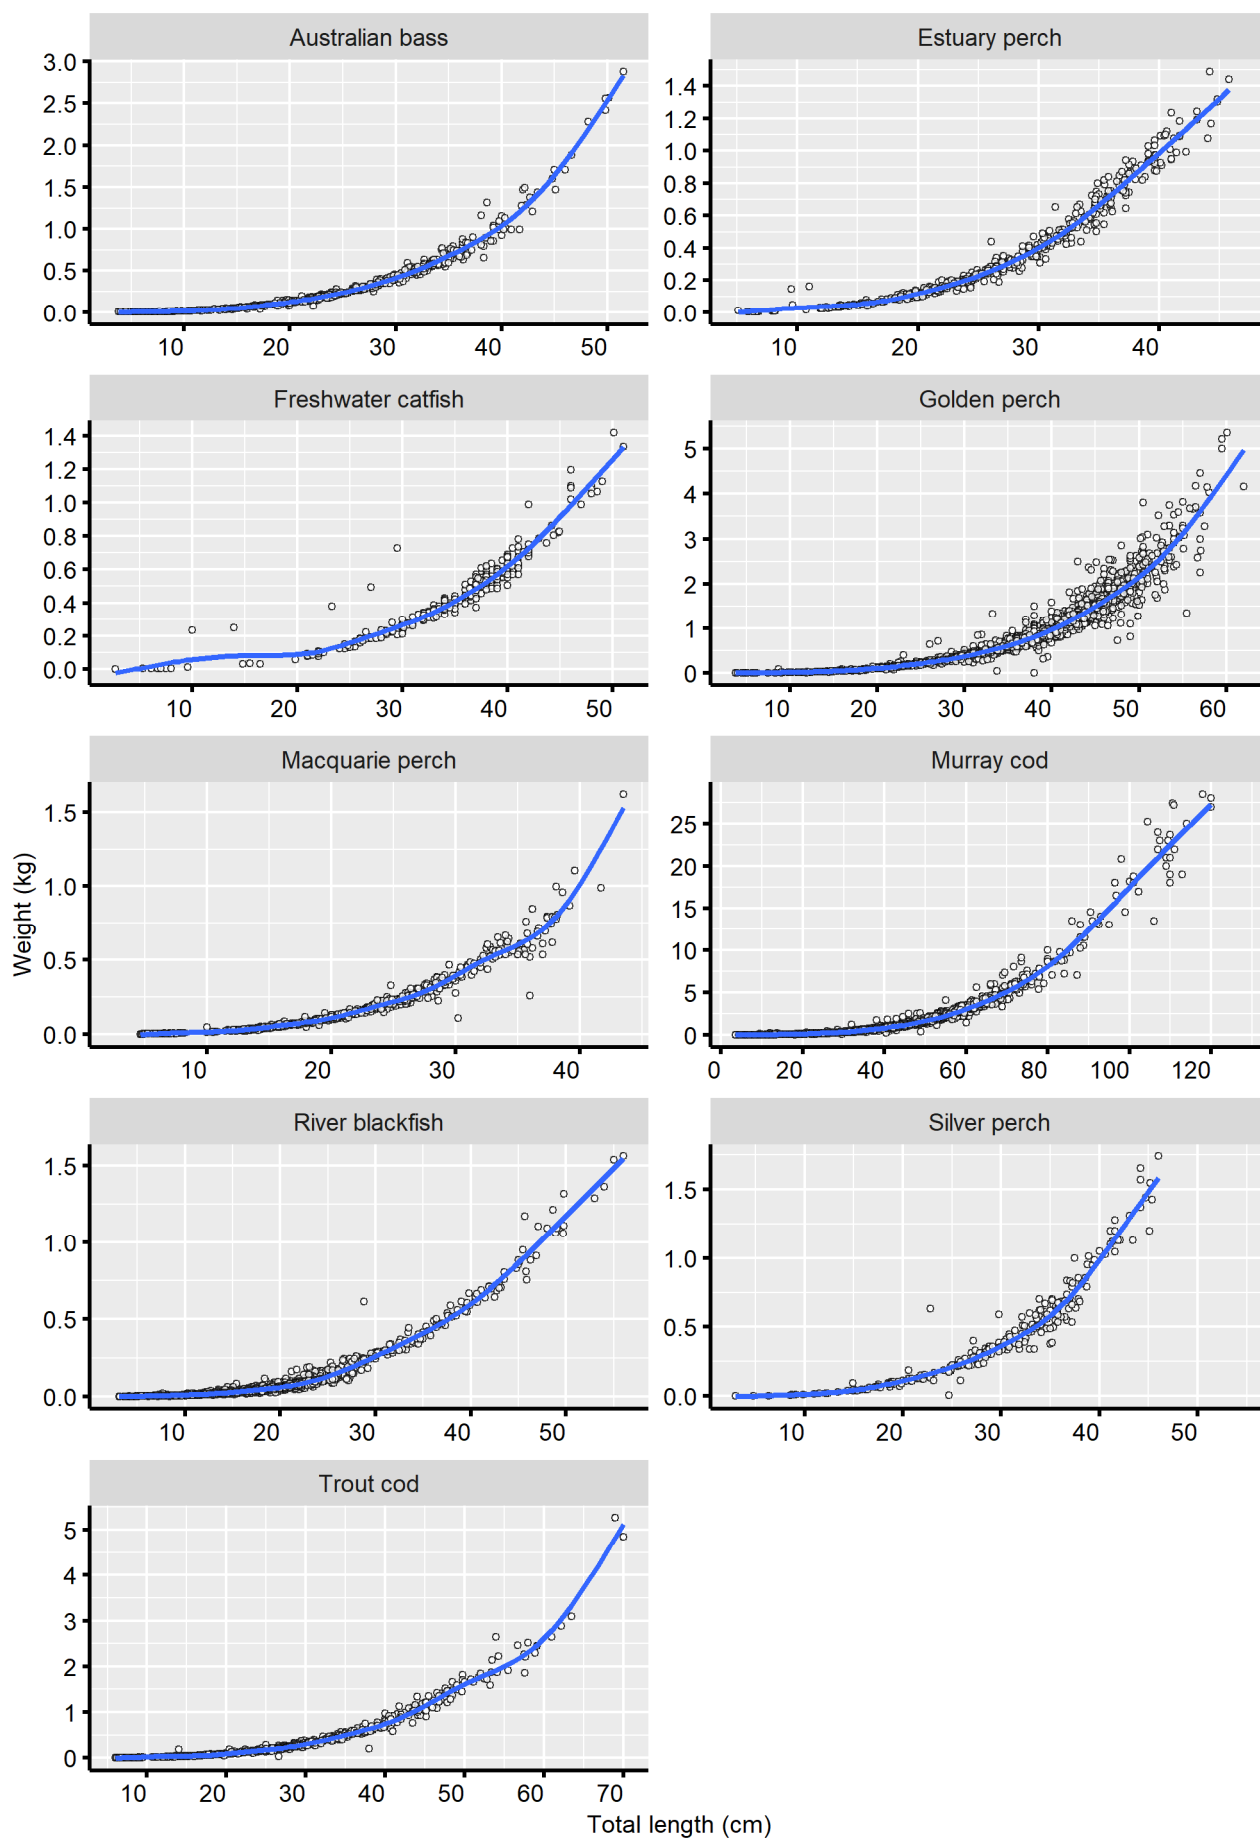 Australian bass
Estuary perch
3.0
2.5
2.0
1.5
1.0
0.5
0.0
10 20 30 40 50
1.4
1.2
1.0
0.8
0.6
0.4
0.2
0.0
10 20 30 40
Freshwater catfish
Golden perch
1.4
1.2
1.0
0.8
0.6
0.4
0.2
0.0
10 20 30 40 50
5
4
3
2
1
0
10 20 30 40 50 60
Macquarie perch
Murray cod
Weight (kg)
1.5
1.0
0.5
0.0
10 20 30 40
25
20
15
10
5
0
0 20 40 60 80 100 120
River blackfish
Silver perch
1.5
1.0
0.5
0.0
10 20 30 40 50
1.5
1.0
0.5
0.0
10 20 30 40 50
Trout cod
5
4
3
2
1
0
10 20 30 40 50 60 70
Total length (cm)